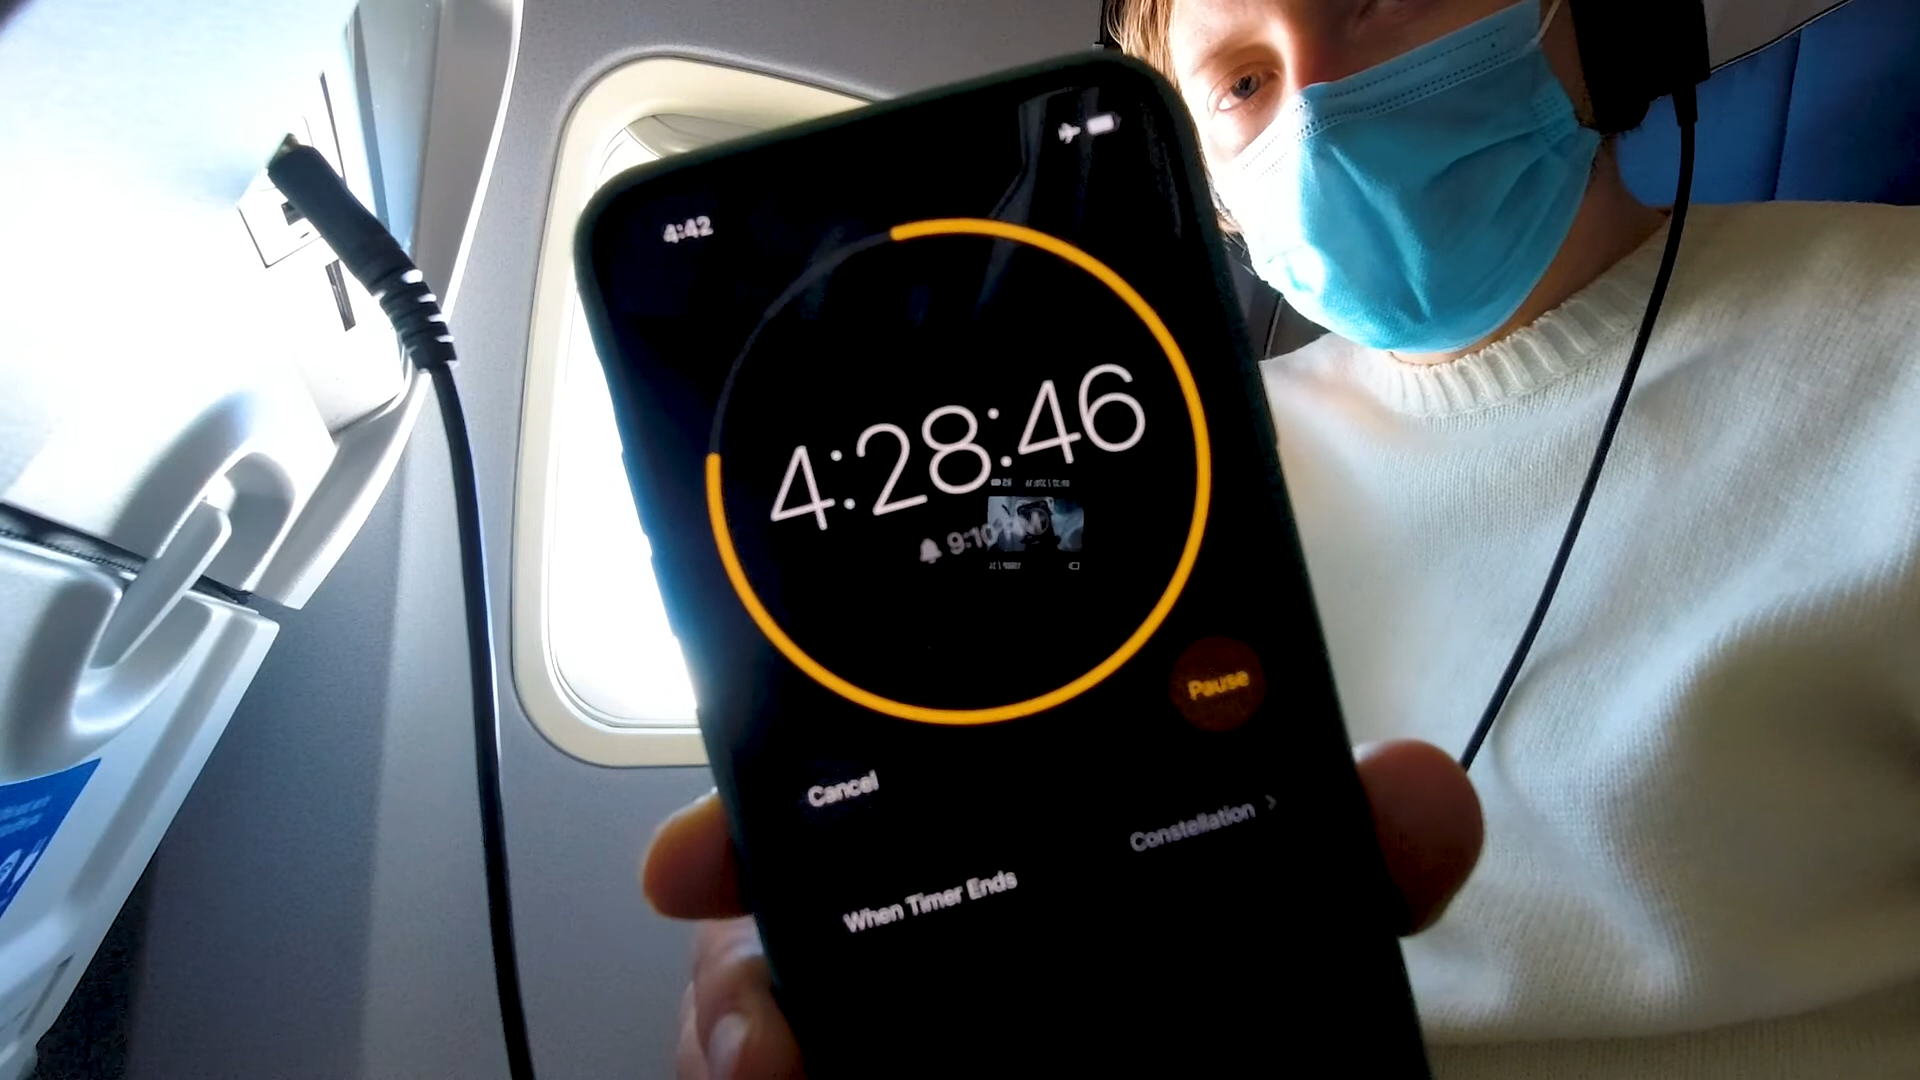 4:42
4:28:46
9:10 PM
Cancel
Pause
When Timer Ends
Constellation